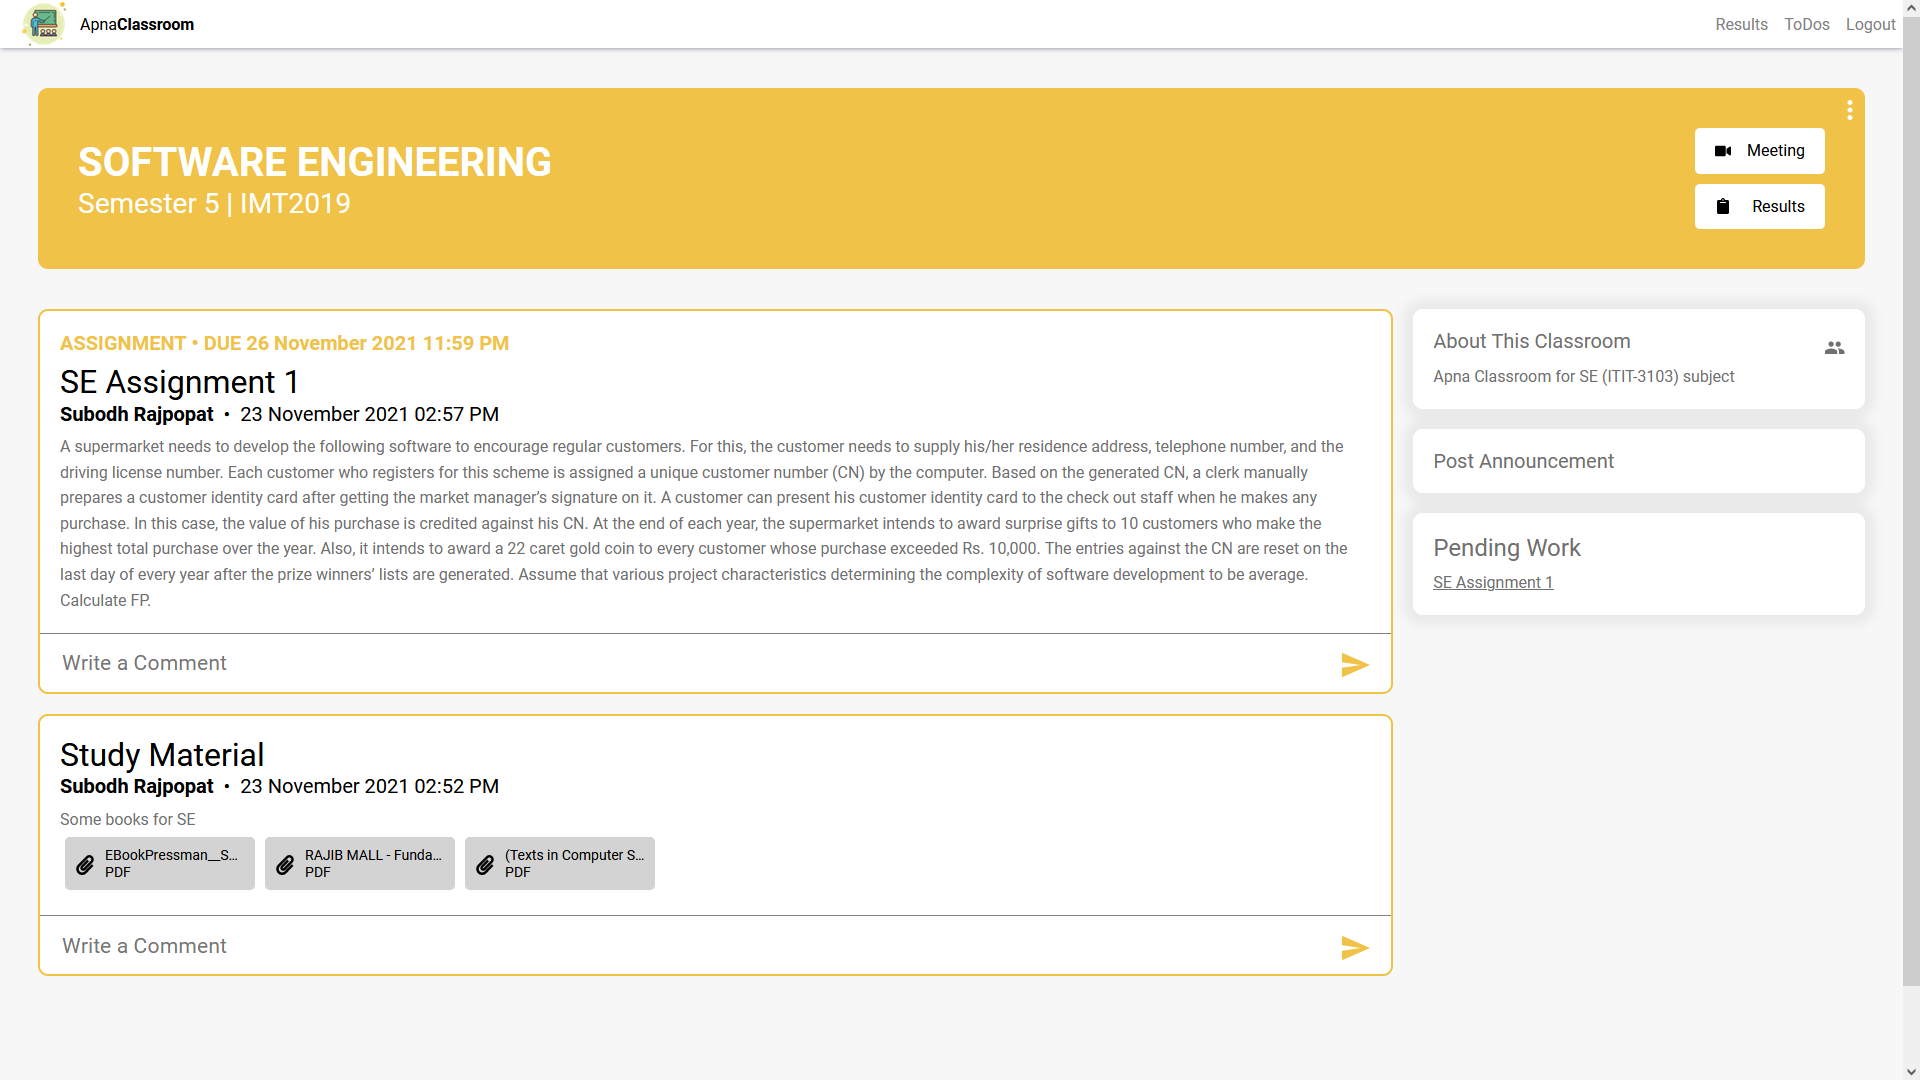 ApnaClassroom
Results ToDos Logout
SOFTWARE ENGINEERING
Semester 5 | IMT2019
Meeting
Results
ASSIGNMENT • DUE 26 November 2021 11:59 PM
SE Assignment 1
Subodh Rajpopat • 23 November 2021 02:57 PM
A supermarket needs to develop the following software to encourage regular customers. For this, the customer needs to supply his/her residence address, telephone number, and the
driving license number. Each customer who registers for this scheme is assigned a unique customer number (CN) by the computer. Based on the generated CN, a clerk manually
prepares a customer identity card after getting the market manager’s signature on it. A customer can present his customer identity card to the check out staff when he makes any
purchase. In this case, the value of his purchase is credited against his CN. At the end of each year, the supermarket intends to award surprise gifts to 10 customers who make the
highest total purchase over the year. Also, it intends to award a 22 caret gold coin to every customer whose purchase exceeded Rs. 10,000. The entries against the CN are reset on the
last day of every year after the prize winners’ lists are generated. Assume that various project characteristics determining the complexity of software development to be average.
Calculate FP.
Write a Comment
Study Material
Subodh Rajpopat • 23 November 2021 02:52 PM
Some books for SE
EBookPressman__S...
PDF
RAJIB MALL - Funda...
PDF
(Texts in Computer S...
PDF
Write a Comment
About This Classroom
Apna Classroom for SE (ITIT-3103) subject
Post Announcement
Pending Work
SE Assignment 1